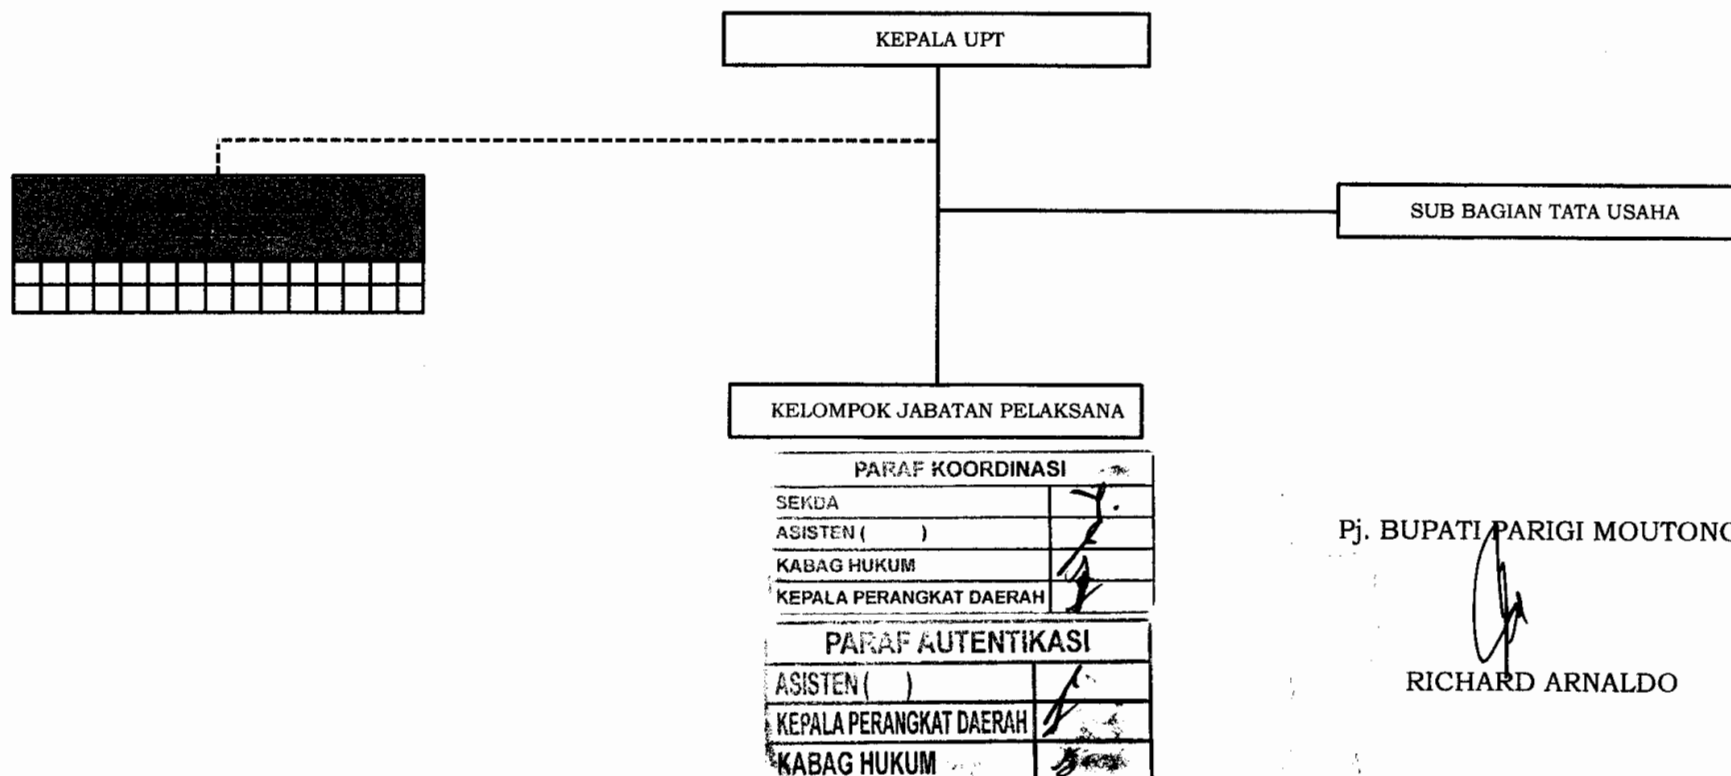 KEPALA UPT
SUB BAGIAN TATA USAHA
KELOMPOK JABATAN PELAKSANA
PARAF KOORDINASI
SEKDA
ASISTEN ( )
KABAG HUKUM
KEPALA PERANGKAT DAERAH
PARAF AUTENTIKASI
ASISTEN ( )
KEPALA PERANGKAT DAERAH
KABAG HUKUM
Pj. BUPATI PARIGI MOUTONG
RICHARD ARNALDO